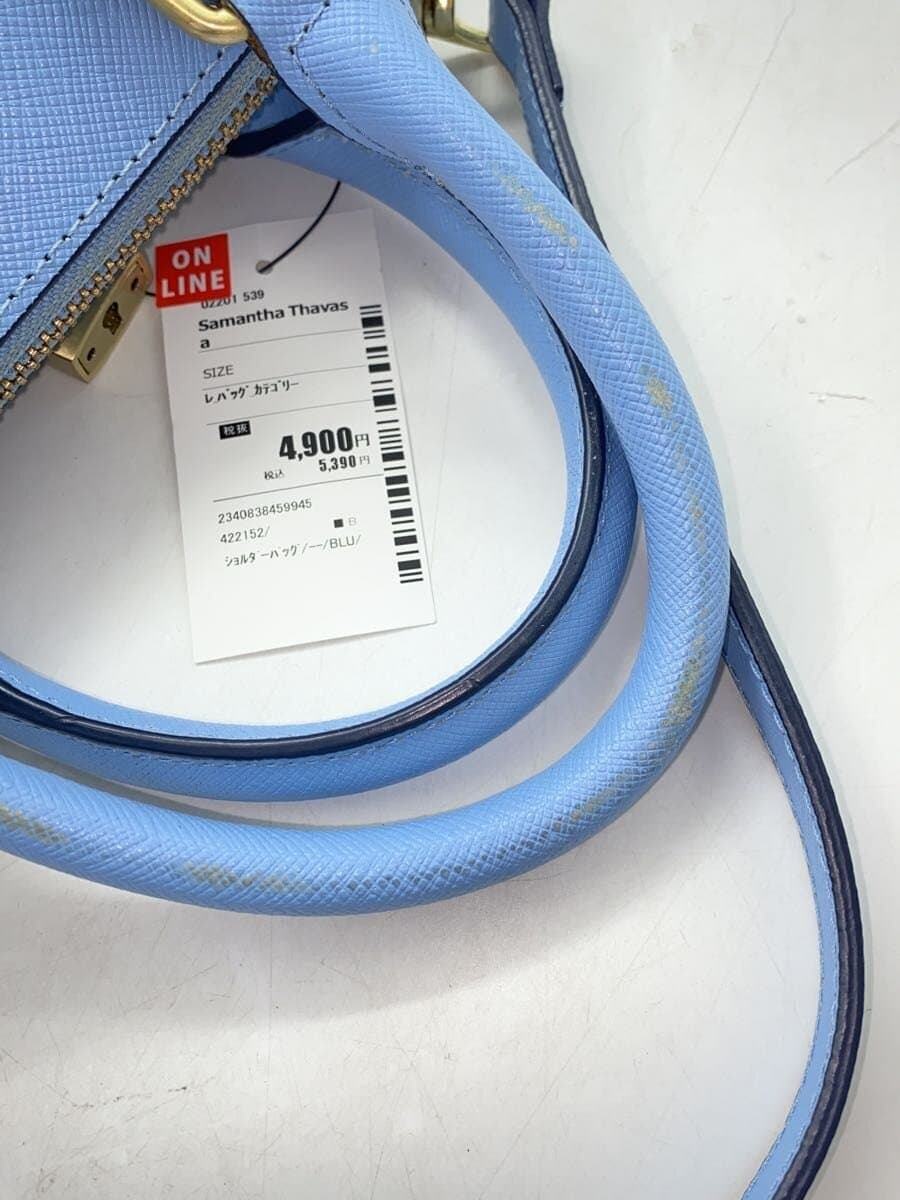 ON
LINE
02201 539
Samantha Thavas
a
SIZE
ﾚ_ﾊﾞｯｸﾞ_ｶﾃｺﾞﾘｰ
税抜
4,900円
税込 5,390円
2340838459945
422152/ ■ B
ｼｮﾙﾀﾞｰﾊﾞｯｸﾞ/--/BLU/